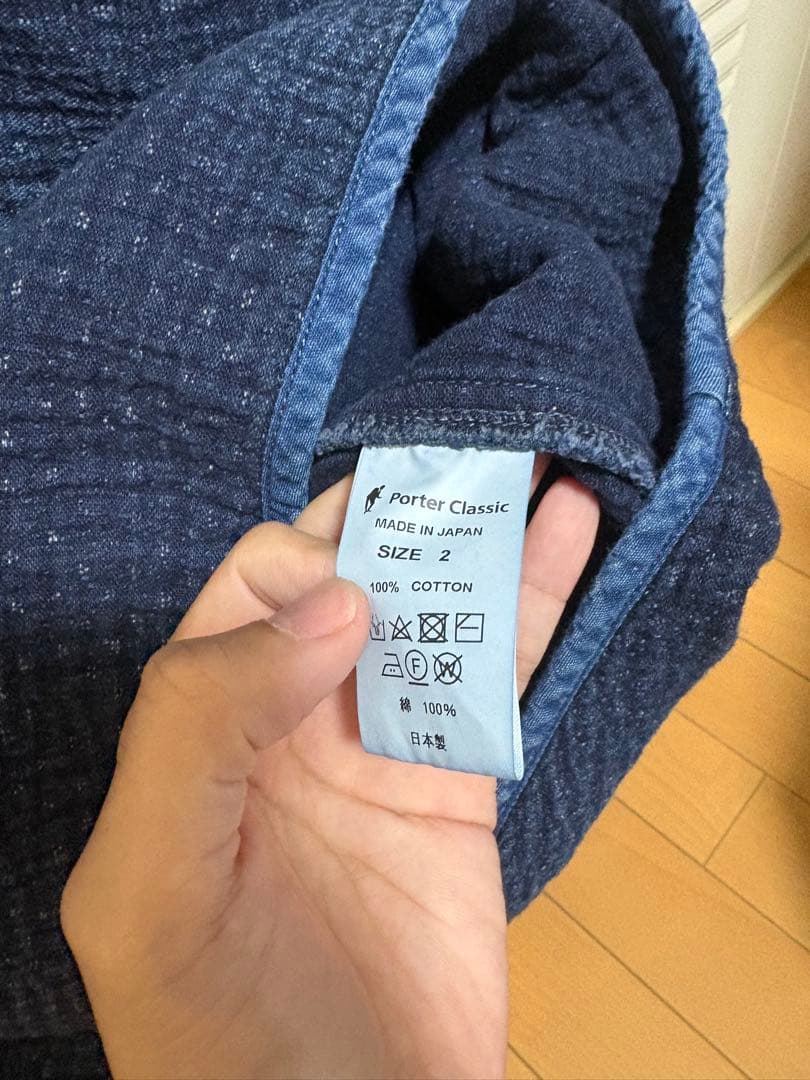 Porter Classic
MADE IN JAPAN
SIZE 2
100% COTTON
F W
綿 100%
日本製